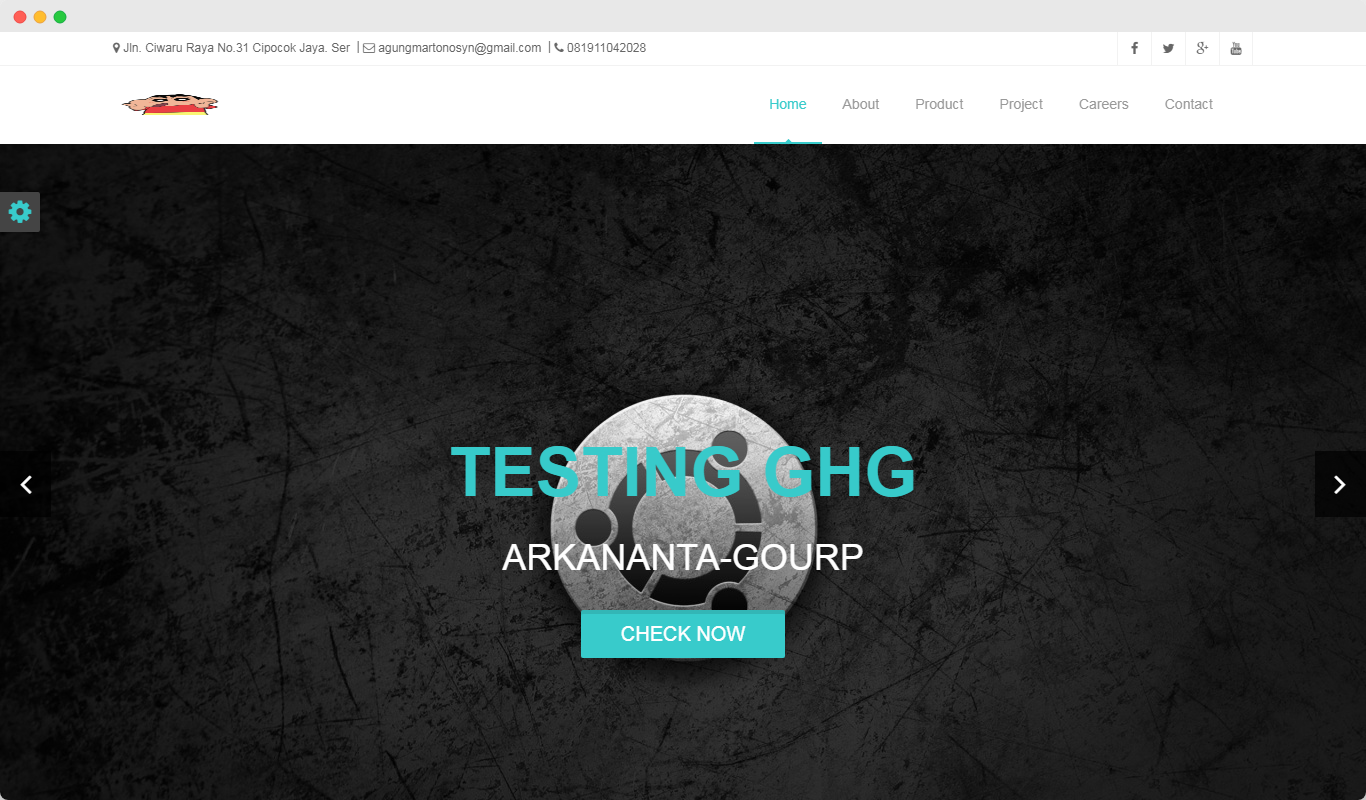 Jln. Ciwaru Raya No.31 Cipocok Jaya. Ser | agungmartonosyn@gmail.com | 081911042028
Home About Product Project Careers Contact
TESTING GHG
ARKANANTA-GOURP
CHECK NOW